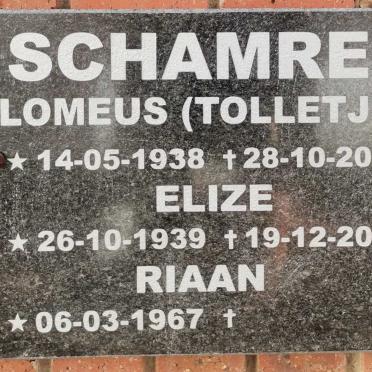 SCHAMRE
LOMEUS (TOLLETJ
★ 14-05-1938 † 28-10-20
ELIZE
★ 26-10-1939 † 19-12-20
RIAAN
★ 06-03-1967 †